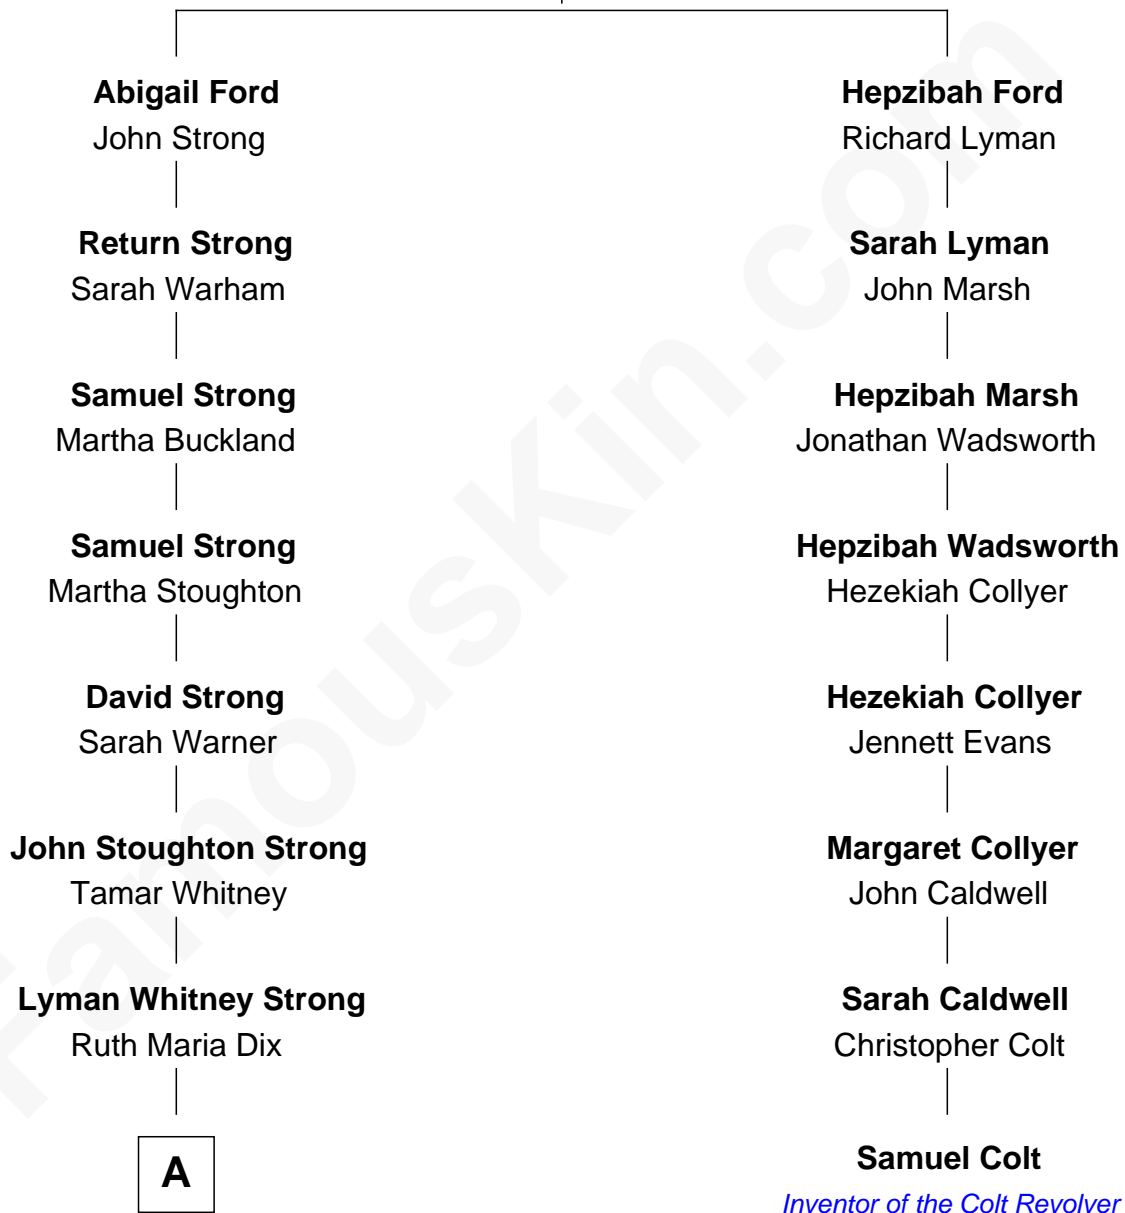 Abigail Ford
John Strong
Return Strong
Sarah Warham
Samuel Strong
Martha Buckland
Samuel Strong
Martha Stoughton
David Strong
Sarah Warner
John Stoughton Strong
Tamar Whitney
Lyman Whitney Strong
Ruth Maria Dix
A
Hepzibah Ford
Richard Lyman
Sarah Lyman
John Marsh
Hepzibah Marsh
Jonathan Wadsworth
Hepzibah Wadsworth
Hezekiah Collyer
Hezekiah Collyer
Jennett Evans
Margaret Collyer
John Caldwell
Sarah Caldwell
Christopher Colt
Samuel Colt
Inventor of the Colt Revolver
FamousKin.com